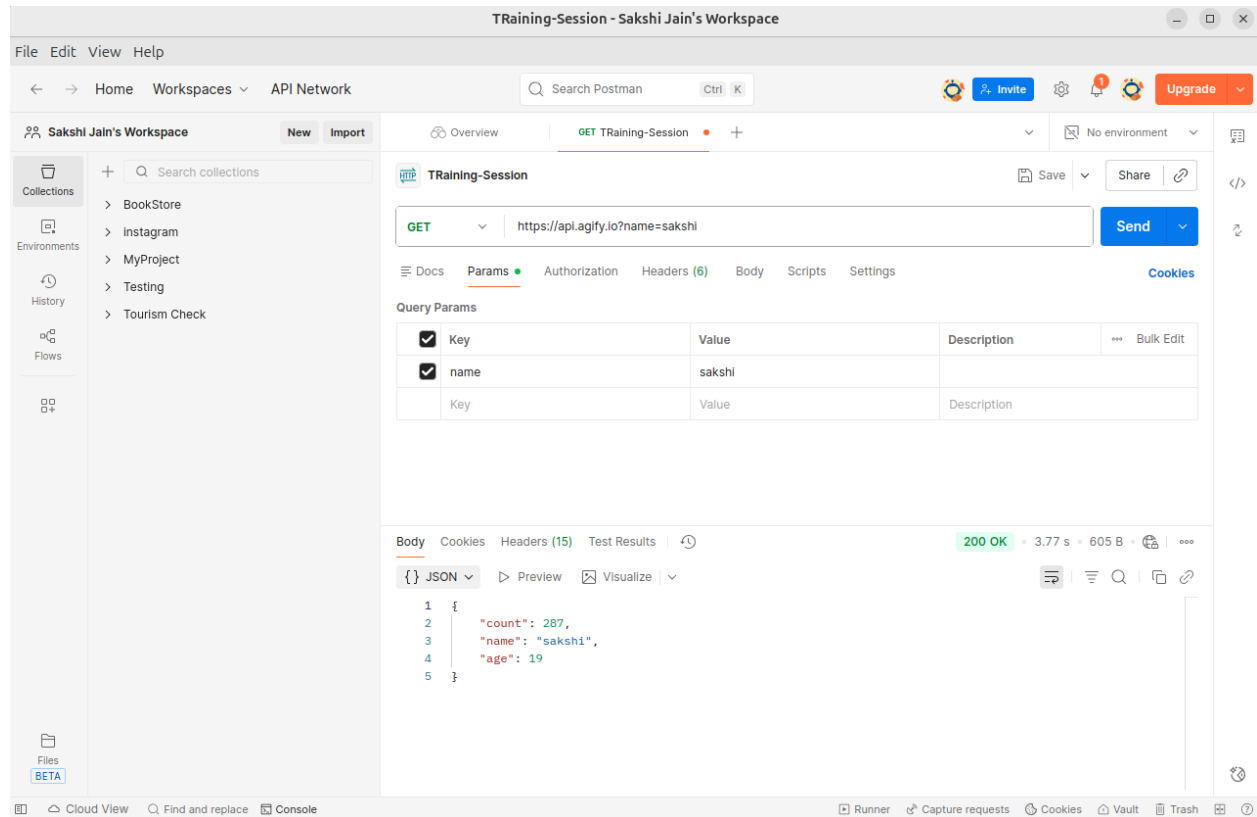 TRaining-Session - Sakshi Jain's Workspace
File Edit View Help
Home Workspaces API Network
Search Postman Ctrl K
Invite
1
Upgrade
Sakshi Jain's Workspace New Import
Overview
GET TRaining-Session
No environment
Collections
Search collections
BookStore
instagram
MyProject
Testing
Tourism Check
Environments
History
Flows
Files
BETA
HTTP TRaining-Session
Save
Share
GET https://api.agify.io?name=sakshi
Send
Docs Params Authorization Headers (6) Body Scripts Settings
Cookies
Query Params
Key Value Description Bulk Edit
name sakshi
Key Value Description
Body Cookies Headers (15) Test Results
200 OK 3.77 s 605 B
{} JSON Preview Visualize
1 {
2 "count": 287,
3 "name": "sakshi",
4 "age": 19
5 }
Cloud View Find and replace Console
Runner Capture requests Cookies Vault Trash